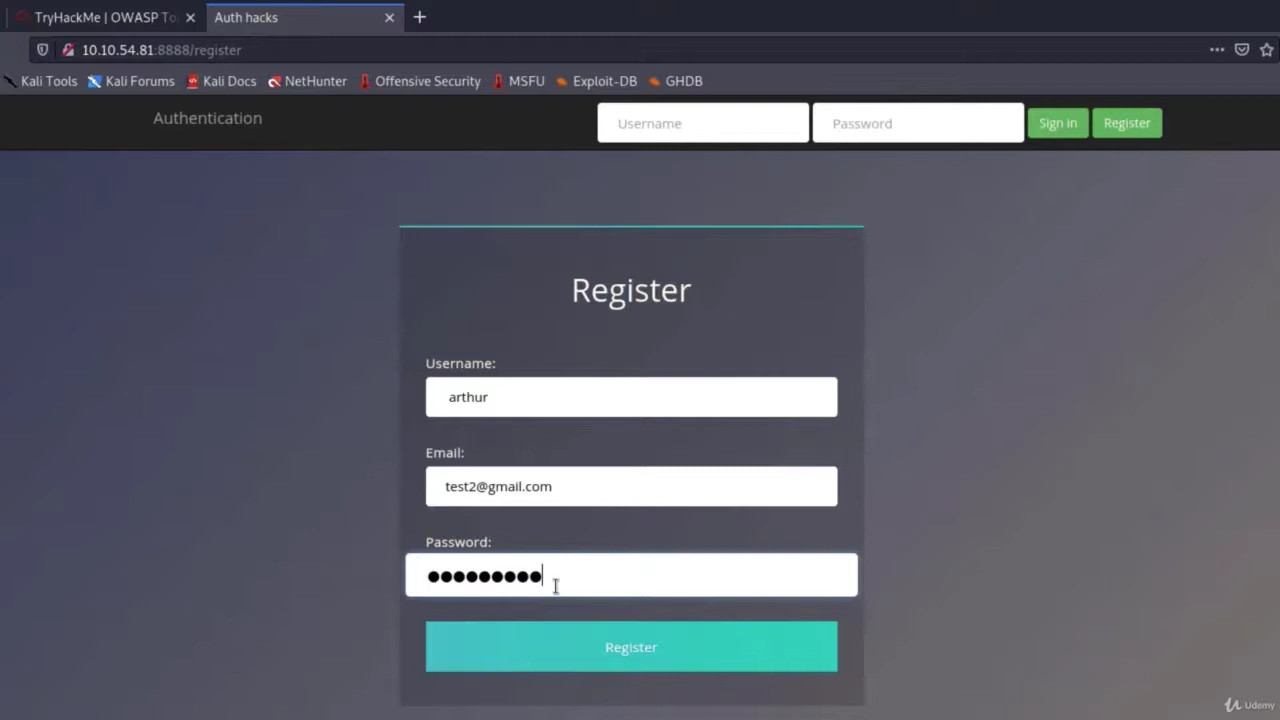 TryHackMe | OWASP To
Auth hacks
10.10.54.81:8888/register
Kali Tools Kali Forums Kali Docs NetHunter Offensive Security MSFU Exploit-DB GHDB
Authentication Username Password Sign in Register
Register
Username:
arthur
Email:
test2@gmail.com
Password:
●●●●●●●●●
Register
Udemy